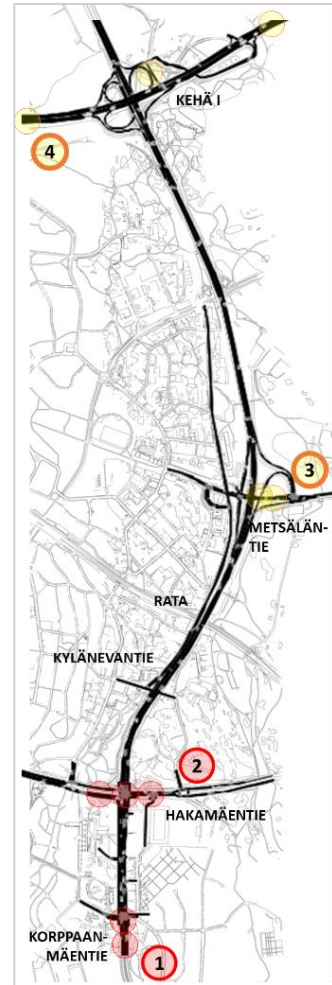 KEHÄ I
4
3
METSÄLÄN-
TIE
RATA
KYLÄNEVANTIE
2
HAKAMÄENTIE
KORPPAAN-
MÄENTIE
1